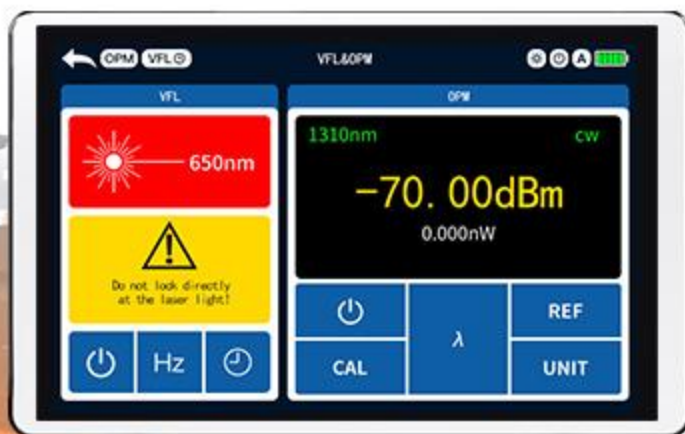 OPM VFL VFL&OPM A
VFL
650nm
Do not look directly
at the laser light!
Hz
OPM
1310nm CW
-70.00dBm
0.000nW
CAL
λ
REF
UNIT